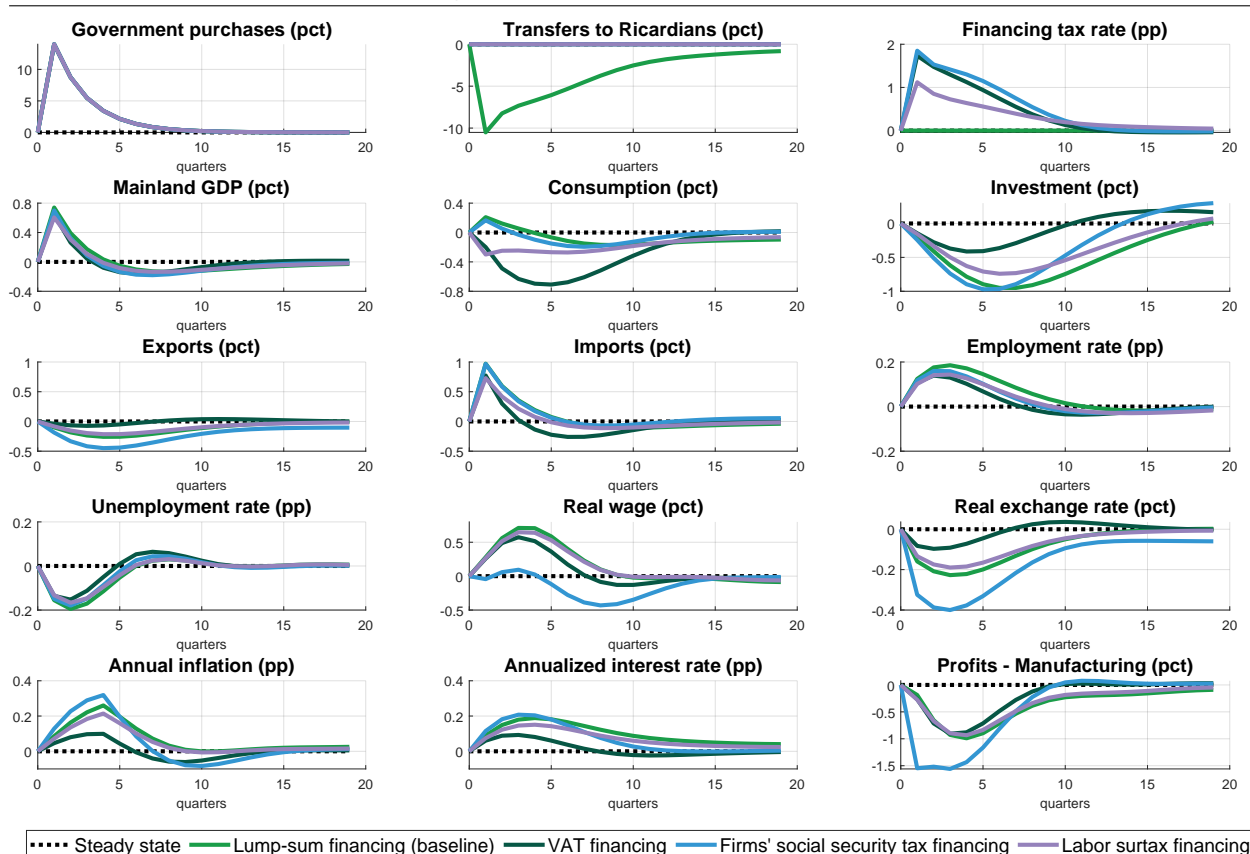 Government purchases (pct)
10
5
0
0 5 10 15 20
quarters
Transfers to Ricardians (pct)
0
-5
-10
0 5 10 15 20
quarters
Financing tax rate (pp)
2
1
0
0 5 10 15 20
quarters
Mainland GDP (pct)
0.8
0.4
0
-0.4
0 5 10 15 20
quarters
Consumption (pct)
0.4
0
-0.4
-0.8
0 5 10 15 20
quarters
Investment (pct)
0
-0.5
-1
0 5 10 15 20
quarters
Exports (pct)
1
0.5
0
-0.5
0 5 10 15 20
quarters
Imports (pct)
1
0.5
0
-0.5
0 5 10 15 20
quarters
Employment rate (pp)
0.2
0
-0.2
0 5 10 15 20
quarters
Unemployment rate (pp)
0.2
0
-0.2
0 5 10 15 20
quarters
Real wage (pct)
0.5
0
-0.5
0 5 10 15 20
quarters
Real exchange rate (pct)
0
-0.2
-0.4
0 5 10 15 20
quarters
Annual inflation (pp)
0.4
0.2
0
0 5 10 15 20
quarters
Annualized interest rate (pp)
0.4
0.2
0
0 5 10 15 20
quarters
Profits - Manufacturing (pct)
0
-0.5
-1
-1.5
0 5 10 15 20
quarters
Steady state Lump-sum financing (baseline) VAT financing Firms' social security tax financing Labor surtax financing